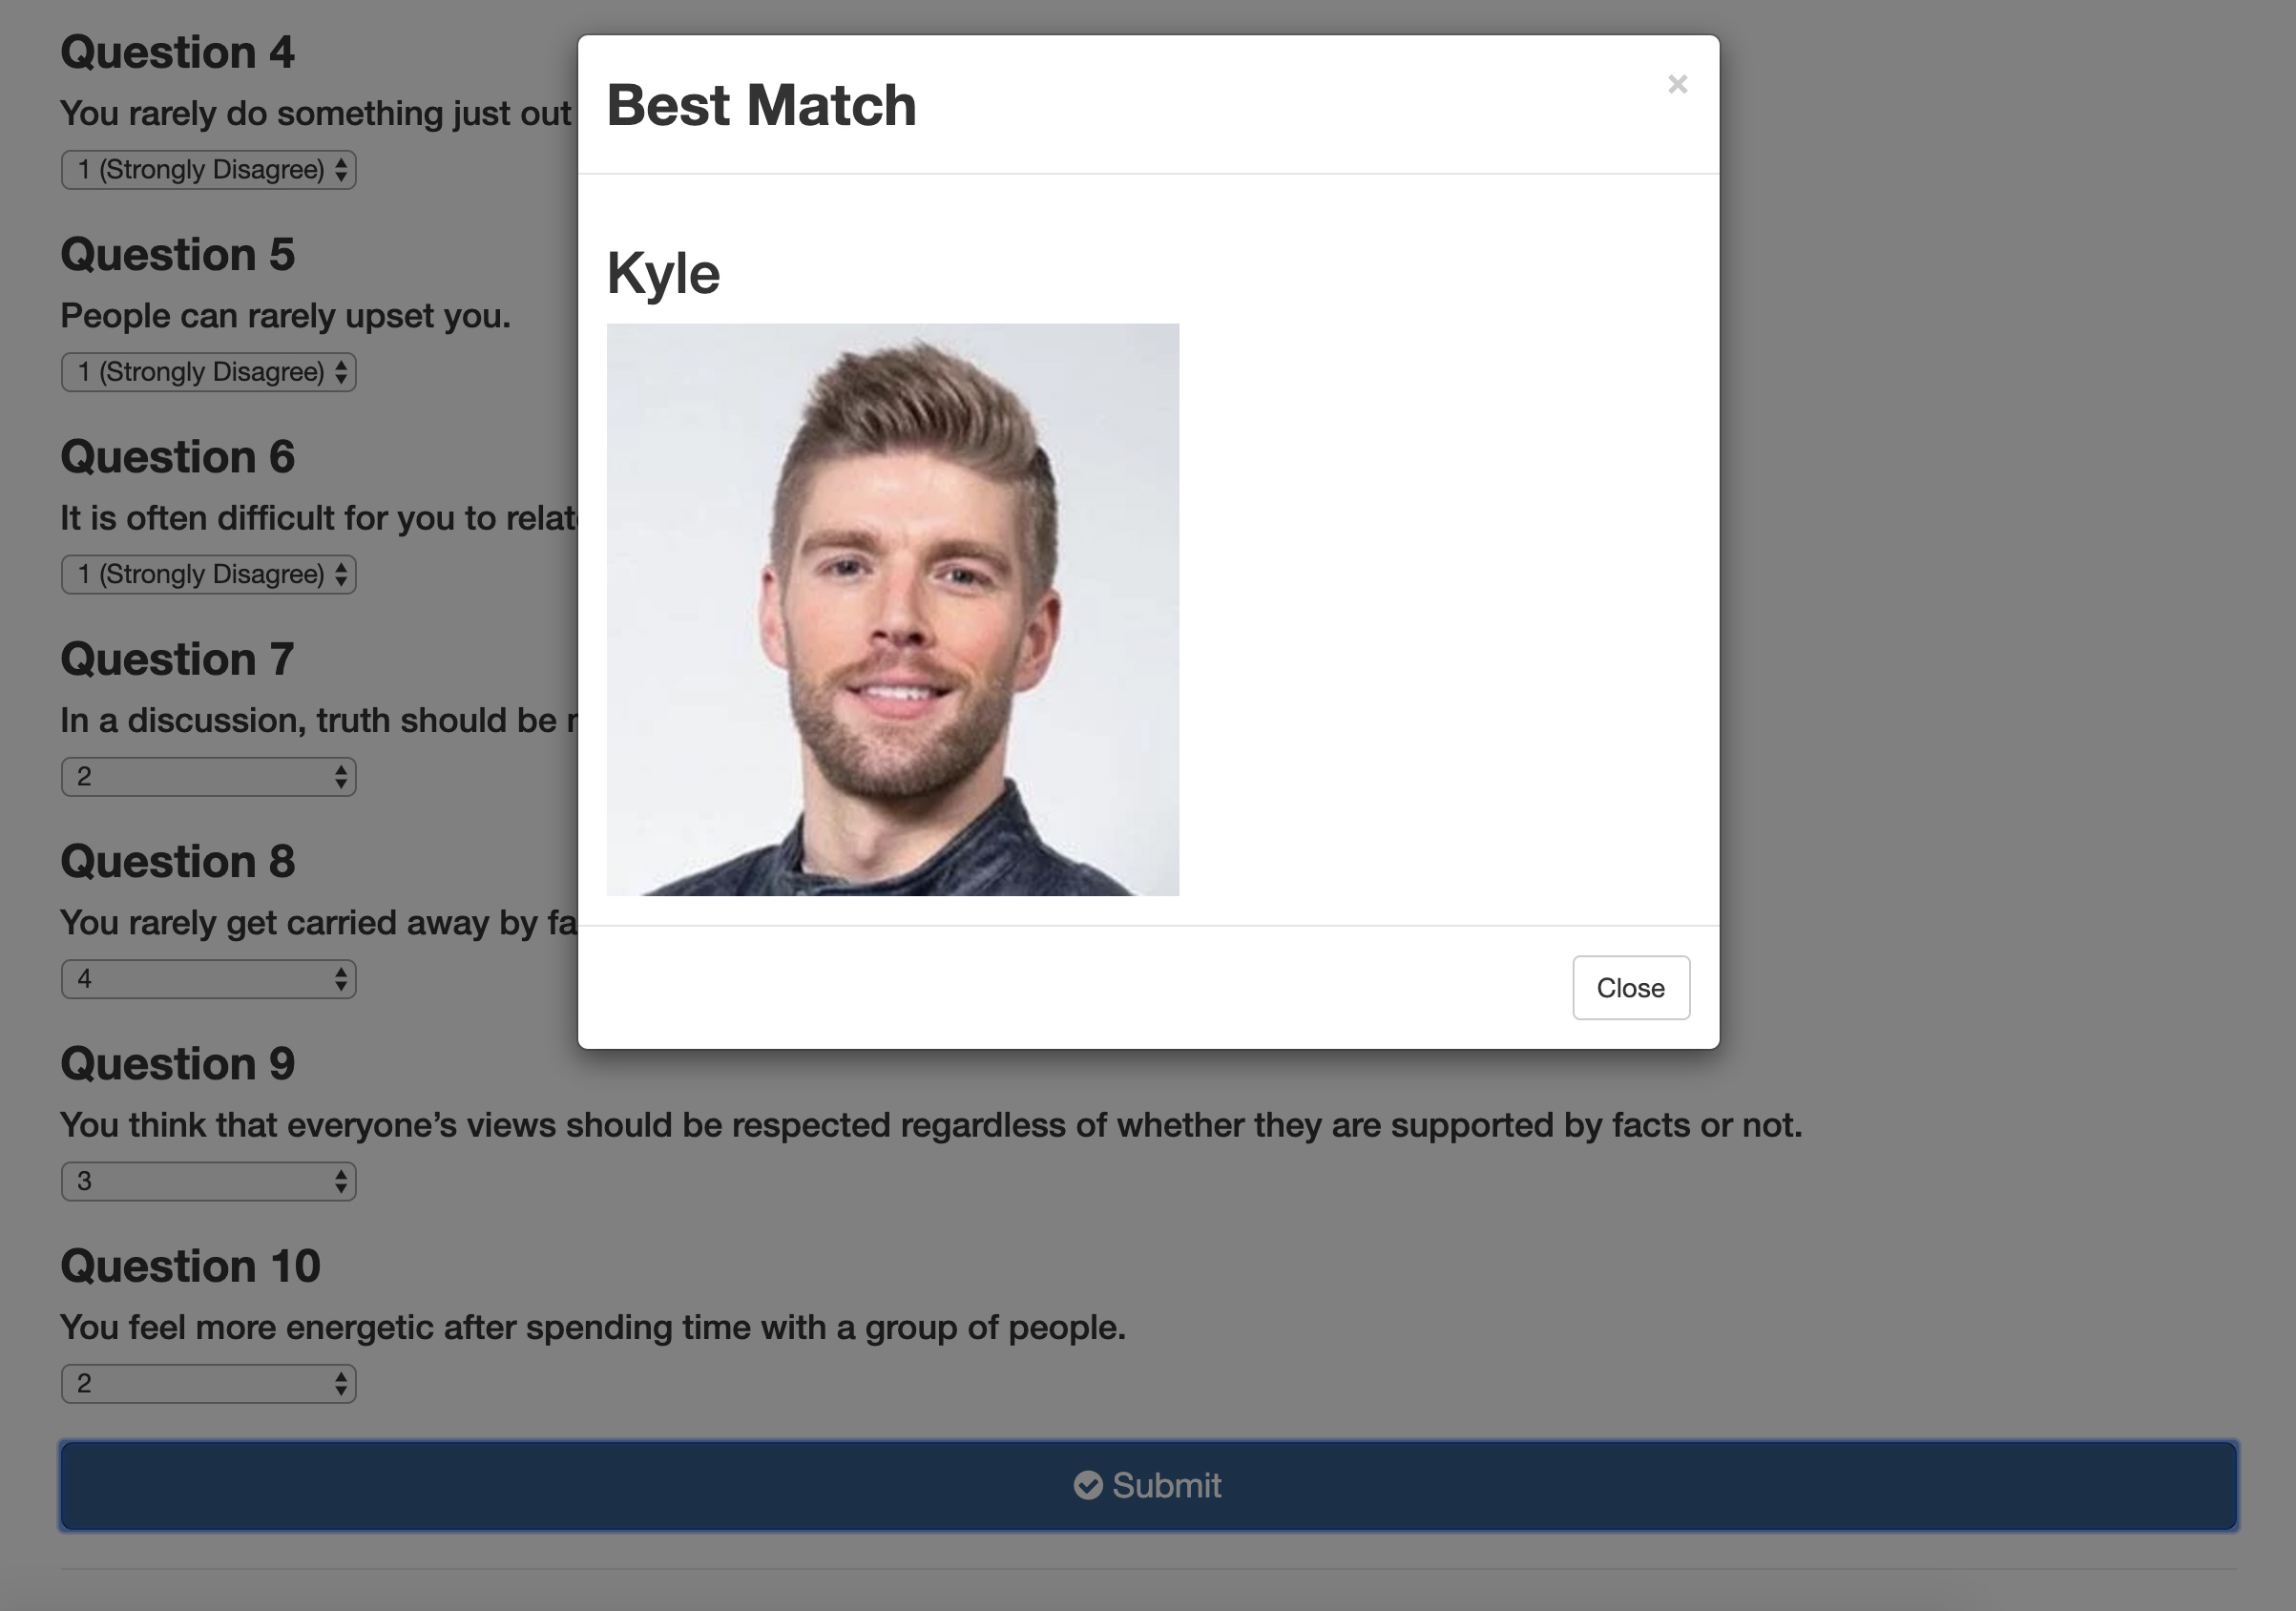 Question 4
You rarely do something just out
1 (Strongly Disagree)
Question 5
People can rarely upset you.
1 (Strongly Disagree)
Question 6
It is often difficult for you to
1 (Strongly Disagree)
Question 7
In a discussion, truth should be
2
Question 8
You rarely get carried away by
4
Question 9
You think that everyone’s views should be respected regardless of whether they are supported by facts or not.
3
Question 10
You feel more energetic after spending time with a group of people.
2
Submit
Best Match
×
Kyle
Close